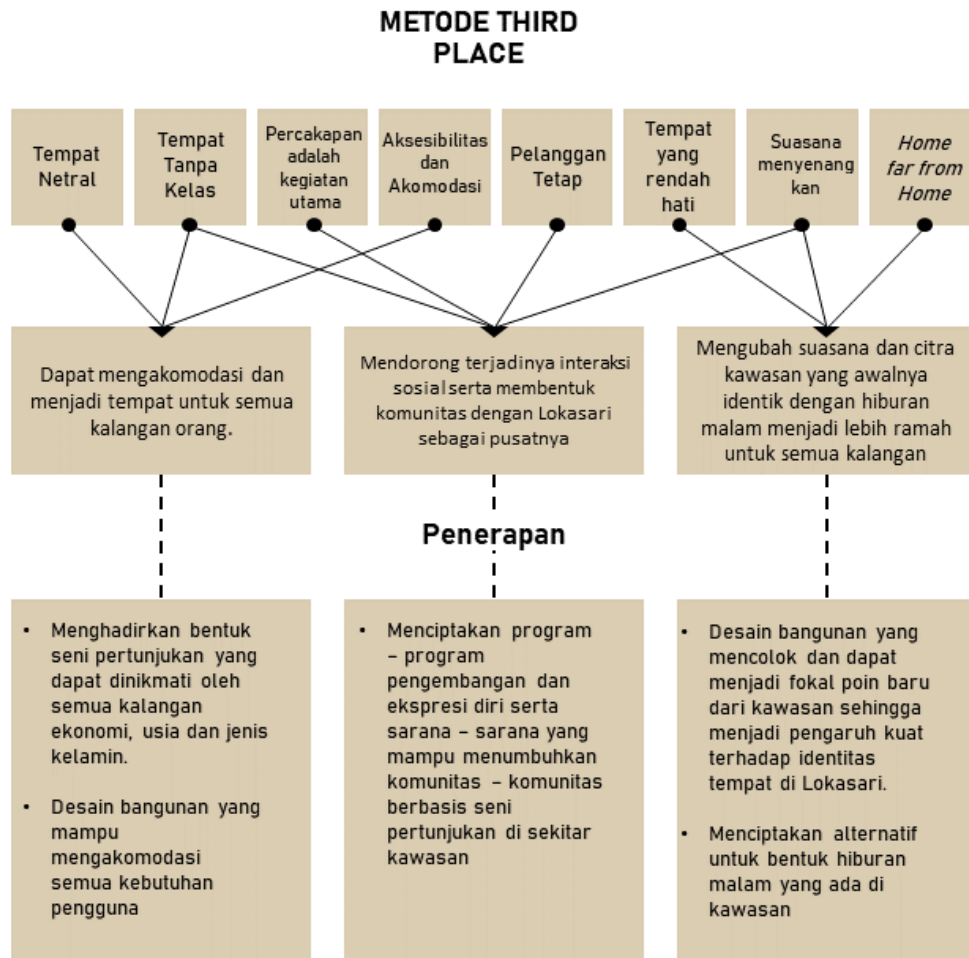 METODE THIRD
PLACE
Tempat
Netral
Tempat
Tanpa
Kelas
Percakapan
adalah
kegiatan
utama
Aksesibilitas
dan
Akomodasi
Pelanggan
Tetap
Tempat
yang
rendah
hati
Suasana
menyenang
kan
Home
far from
Home
Dapat mengakomodasi dan
menjadi tempat untuk semua
kalangan orang.
Mendorong terjadinya interaksi
sosial serta membentuk
komunitas dengan Lokasari
sebagai pusatnya
Mengubah suasana dan citra
kawasan yang awalnya
identik dengan hiburan
malam menjadi lebih ramah
untuk semua kalangan
Penerapan
• Menghadirkan bentuk
seni pertunjukan yang
dapat dinikmati oleh
semua kalangan
ekonomi, usia dan jenis
kelamin.
• Desain bangunan yang
mampu
mengakomodasi
semua kebutuhan
pengguna
• Menciptakan program
– program
pengembangan dan
ekspresi diri serta
sarana – sarana yang
mampu menumbuhkan
komunitas – komunitas
berbasis seni
pertunjukan di sekitar
kawasan
• Desain bangunan yang
mencolok dan dapat
menjadi fokal poin baru
dari kawasan sehingga
menjadi pengaruh kuat
terhadap identitas
tempat di Lokasari.
• Menciptakan alternatif
untuk bentuk hiburan
malam yang ada di
kawasan